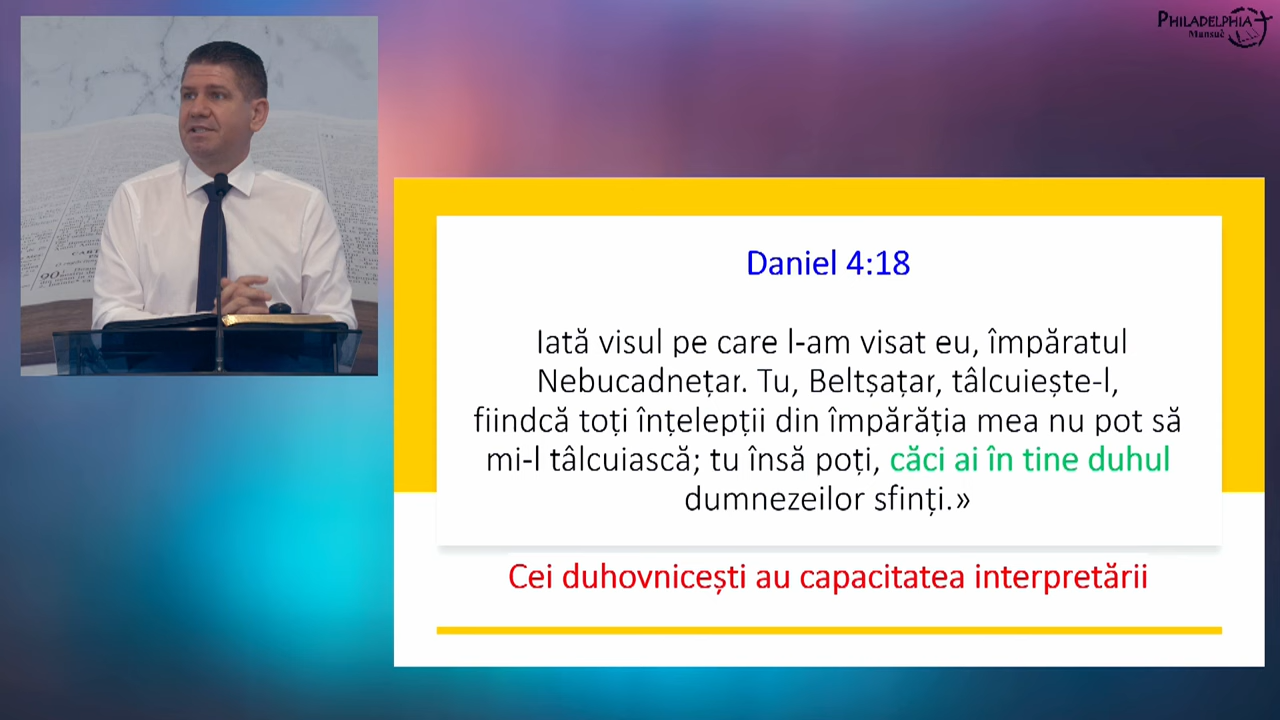 PHILADELPHIA
Mansuè
Daniel 4:18
Iată visul pe care l-am visat eu, împăratul
Nebucadnețar. Tu, Beltșațar, tâlcuiește-l,
fiindcă toți înțelepții din împărăția mea nu pot să
mi-l tâlcuiască; tu însă poți, căci ai în tine duhul
dumnezeilor sfinți.»
Cei duhovnicești au capacitatea interpretării